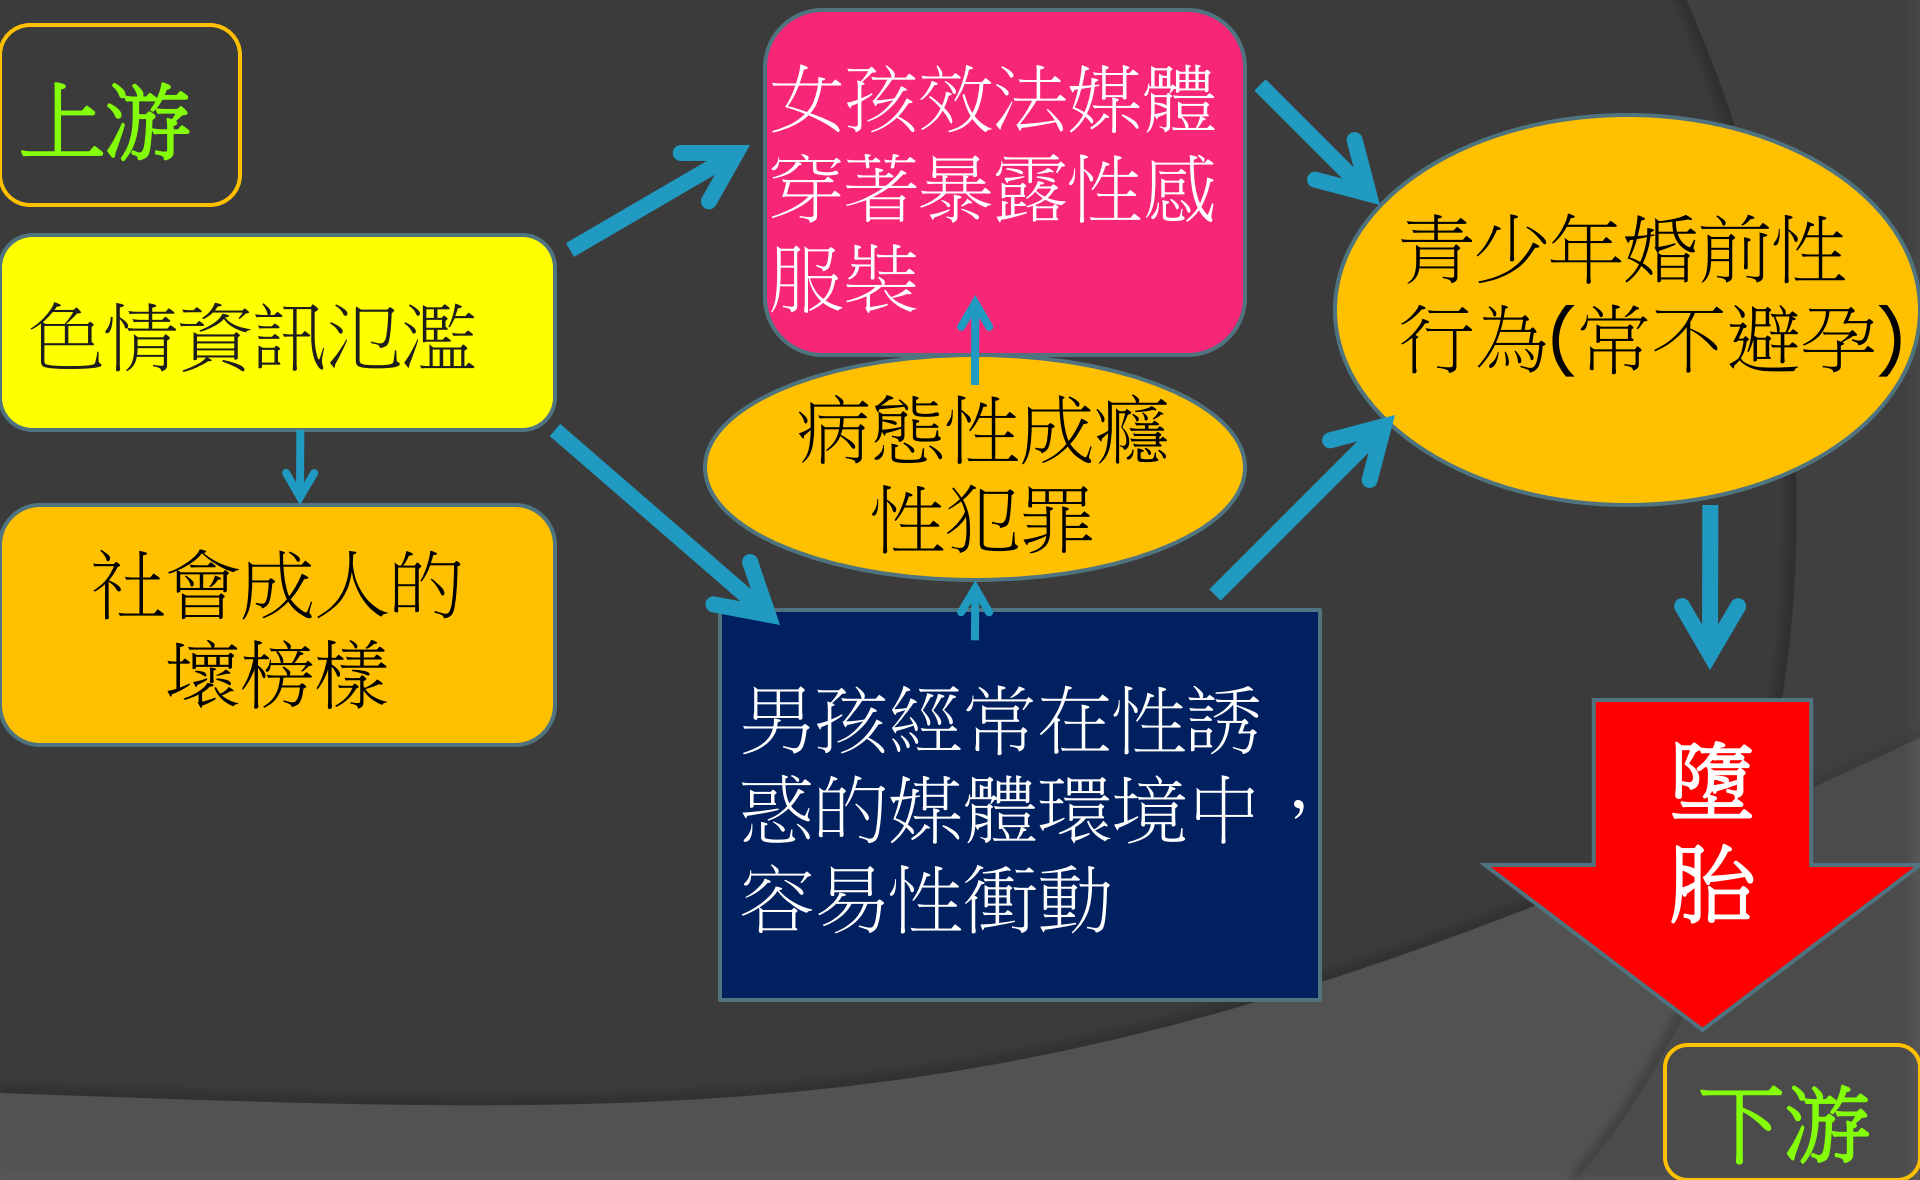 上游
色情資訊氾濫
社會成人的
壞榜樣
女孩效法媒體
穿著暴露性感
服裝
病態性成癮
性犯罪
男孩經常在性誘
惑的媒體環境中，
容易性衝動
青少年婚前性
行為(常不避孕)
墮
胎
下游